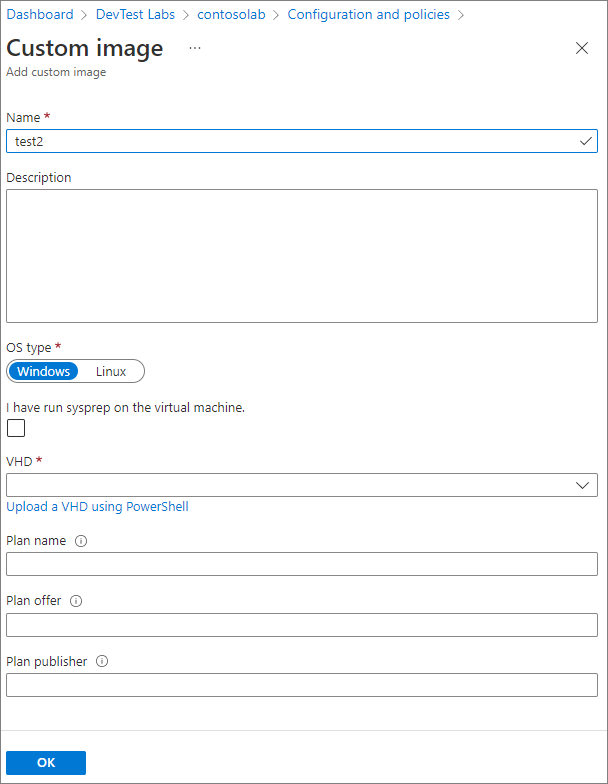 Dashboard > DevTest Labs > contosolab > Configuration and policies >
Custom image ...
Add custom image
Name *
test2
Description
OS type *
Windows Linux
I have run sysprep on the virtual machine.
VHD *
Upload a VHD using PowerShell
Plan name
Plan offer
Plan publisher
OK